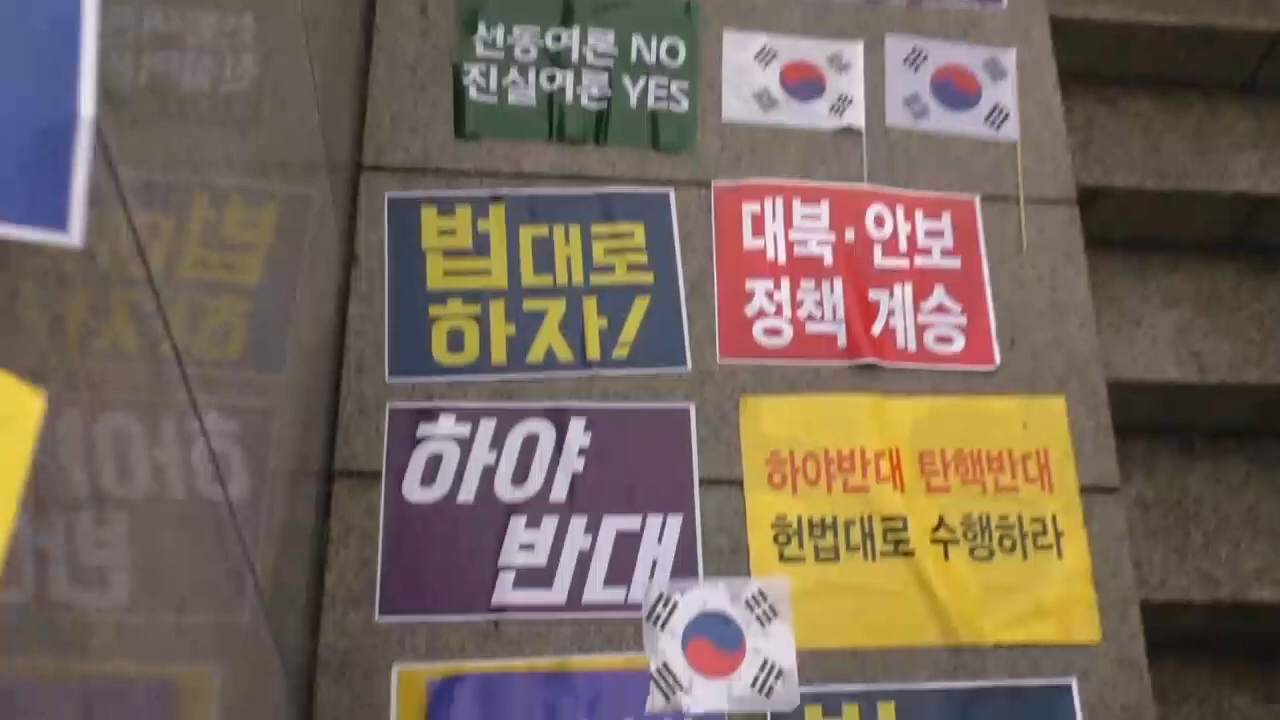 선동여론 NO
진실여론 YES
법대로
하자!
대북·안보
정책 계승
하야
반대
하야반대 탄핵반대
헌법대로 수행하라